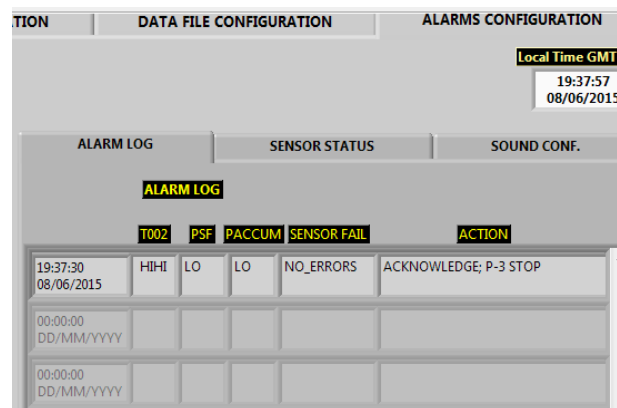 TION DATA FILE CONFIGURATION ALARMS CONFIGURATION
Local Time GMT
19:37:57
08/06/2015
ALARM LOG SENSOR STATUS SOUND CONF.
ALARM LOG
T002 PSF PACCUM SENSOR FAIL ACTION
19:37:30 HIHI LO LO NO_ERRORS ACKNOWLEDGE; P-3 STOP
08/06/2015
00:00:00
DD/MM/YYYY
00:00:00
DD/MM/YYYY